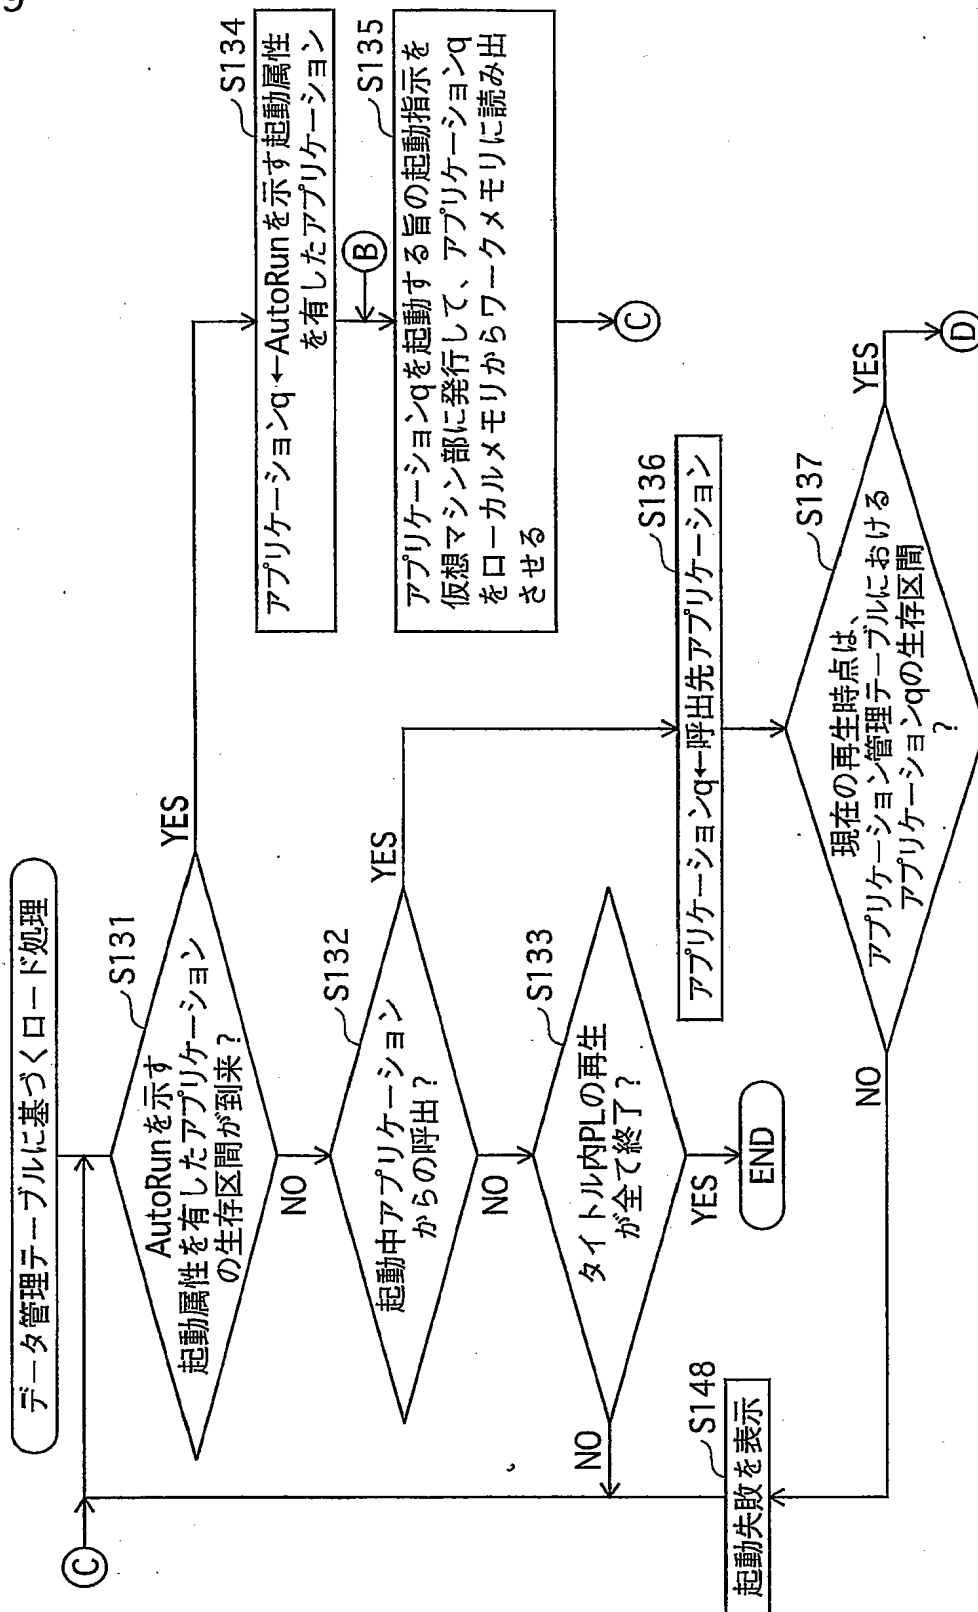 データ管理テーブルに基づくロード処理
C
S131
AutoRunを示す
起動属性を有したアプリケーション
の生存区間が到来?
YES
NO
S132
起動中アプリケーション
からの呼出?
YES
NO
S133
タイトル内PLの再生
が全て終了?
NO
YES
END
S134
アプリケーションq←AutoRunを示す起動属性
を有したアプリケーション
B
S135
アプリケーションqを起動する旨の起動指示を
仮想マシン部に発行して、アプリケーションq
をローカルメモリからワークメモリに読み出
させる
C
S136
アプリケーションq←呼出先アプリケーション
S137
現在の再生時点は、
アプリケーション管理テーブルにおける
アプリケーションqの生存区間
?
YES
D
NO
S148
起動失敗を表示